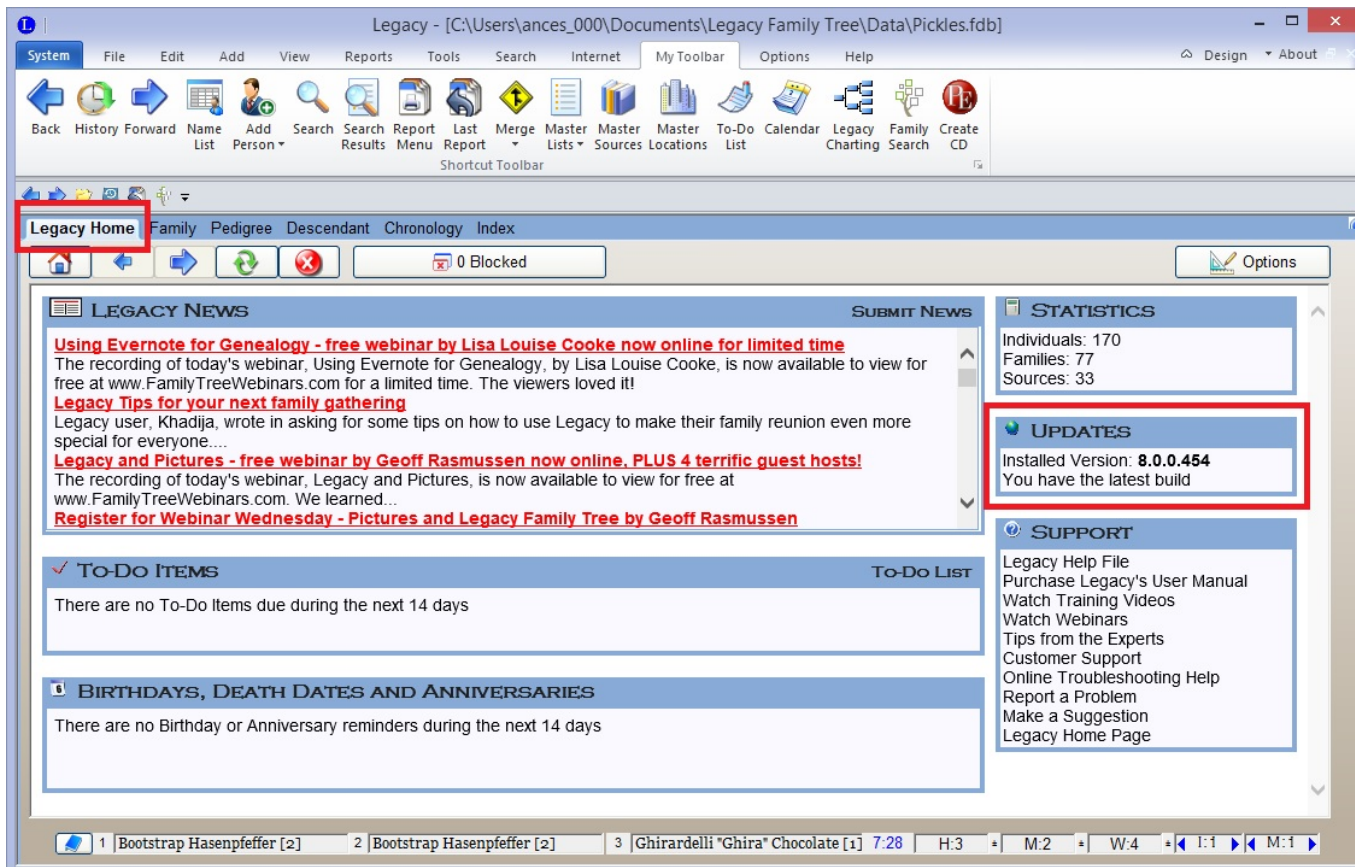 Legacy - [C:\Users\ances_000\Documents\Legacy Family Tree\Data\Pickles.fdb]
System File Edit Add View Reports Tools Search Internet My Toolbar Options Help Design About
Back History Forward Name List Add Person Search Search Results Report Menu Last Report Merge Master Lists Master Sources Master Locations To-Do List Calendar Legacy Charting Family Search Create CD
Shortcut Toolbar
Legacy Home Family Pedigree Descendant Chronology Index
0 Blocked Options
LEGACY NEWS SUBMIT NEWS
Using Evernote for Genealogy - free webinar by Lisa Louise Cooke now online for limited time
The recording of today's webinar, Using Evernote for Genealogy, by Lisa Louise Cooke, is now available to view for
free at www.FamilyTreeWebinars.com for a limited time. The viewers loved it!
Legacy Tips for your next family gathering
Legacy user, Khadija, wrote in asking for some tips on how to use Legacy to make their family reunion even more
special for everyone....
Legacy and Pictures - free webinar by Geoff Rasmussen now online, PLUS 4 terrific guest hosts!
The recording of today's webinar, Legacy and Pictures, is now available to view for free at
www.FamilyTreeWebinars.com. We learned...
Register for Webinar Wednesday - Pictures and Legacy Family Tree by Geoff Rasmussen
STATISTICS
Individuals: 170
Families: 77
Sources: 33
UPDATES
Installed Version: 8.0.0.454
You have the latest build
SUPPORT
Legacy Help File
Purchase Legacy's User Manual
Watch Training Videos
Watch Webinars
Tips from the Experts
Customer Support
Online Troubleshooting Help
Report a Problem
Make a Suggestion
Legacy Home Page
TO-DO ITEMS TO-DO LIST
There are no To-Do Items due during the next 14 days
BIRTHDAYS, DEATH DATES AND ANNIVERSARIES
There are no Birthday or Anniversary reminders during the next 14 days
1 Bootstrap Hasenpfeffer [2] 2 Bootstrap Hasenpfeffer [2] 3 Ghirardelli "Ghira" Chocolate [1] 7:28 H:3 M:2 W:4 I:1 M:1